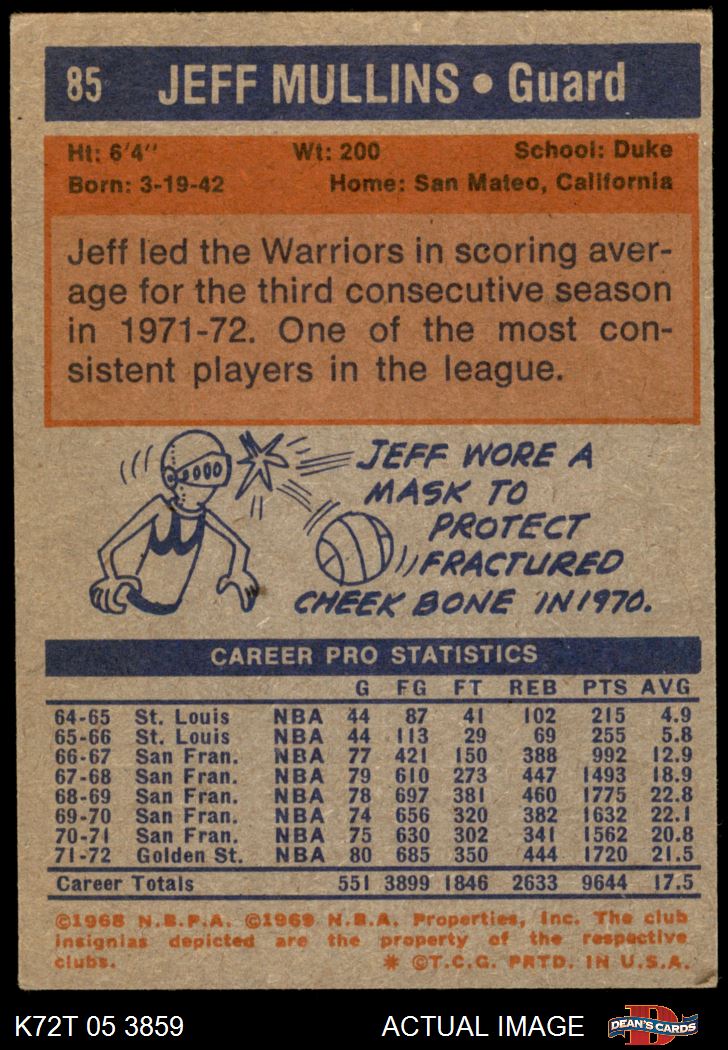 85 JEFF MULLINS • Guard
Ht: 6'4" Wt: 200 School: Duke
Born: 3-19-42 Home: San Mateo, California
Jeff led the Warriors in scoring aver-
age for the third consecutive season
in 1971-72. One of the most con-
sistent players in the league.
JEFF WORE A
MASK TO
PROTECT
FRACTURED
CHEEK BONE IN 1970.
CAREER PRO STATISTICS
G FG FT REB PTS AVG
64-65 St. Louis NBA 44 87 41 102 215 4.9
65-66 St. Louis NBA 44 113 29 69 255 5.8
66-67 San Fran. NBA 77 421 150 388 992 12.9
67-68 San Fran. NBA 79 610 273 447 1493 18.9
68-69 San Fran. NBA 78 697 381 460 1775 22.8
69-70 San Fran. NBA 74 656 320 382 1632 22.1
70-71 San Fran. NBA 75 630 302 341 1562 20.8
71-72 Golden St. NBA 80 685 350 444 1720 21.5
Career Totals 551 3899 1846 2633 9644 17.5
©1968 N.B.P.A. ©1969 N.B.A. Properties, Inc. The club
insignias depicted are the property of the respective
clubs. * ©T.C.G. PRTD. IN U.S.A.
K72T 05 3859 ACTUAL IMAGE DEAN'S CARDS